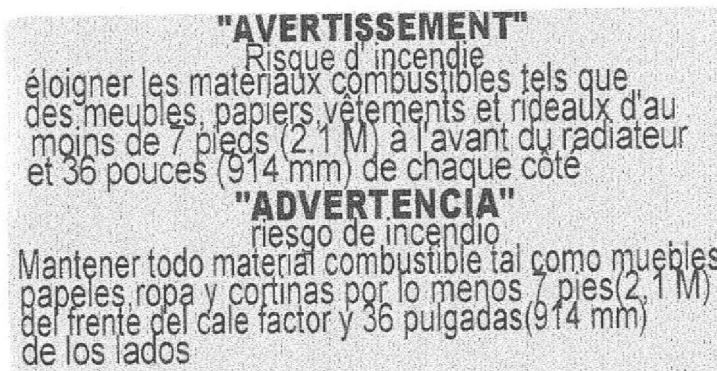 "AVERTISSEMENT"
Risque d' incendie
éloigner les matériaux combustibles tels que
des meubles, papiers,vêtements et rideaux d'au
moins de 7 pieds (2.1 M) à l'avant du radiateur
et 36 pouces (914 mm) de chaque côté
"ADVERTENCIA"
riesgo de incendio
Mantener todo material combustible tal como muebles
papeles,ropa y cortinas por lo menos 7 pies(2,1 M)
del frente del cale factor y 36 pulgadas(914 mm)
de los lados